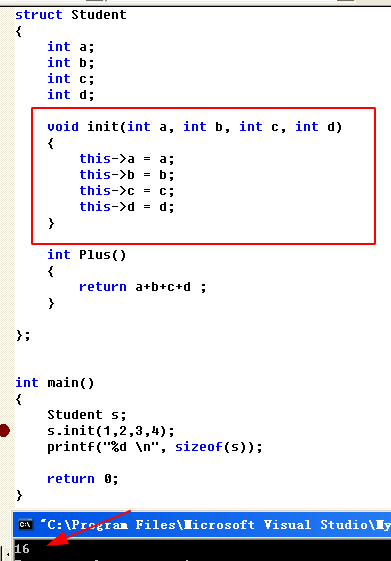 struct Student
{
    int a;
    int b;
    int c;
    int d;
    void init(int a, int b, int c, int d)
    {
        this->a = a;
        this->b = b;
        this->c = c;
        this->d = d;
    }
    int Plus()
    {
        return a+b+c+d ;
    }
};
int main()
{
    Student s;
    s.init(1,2,3,4);
    printf("%d \n", sizeof(s));
    return 0;
}
"C:\Program Files\Microsoft Visual Studio\My
16